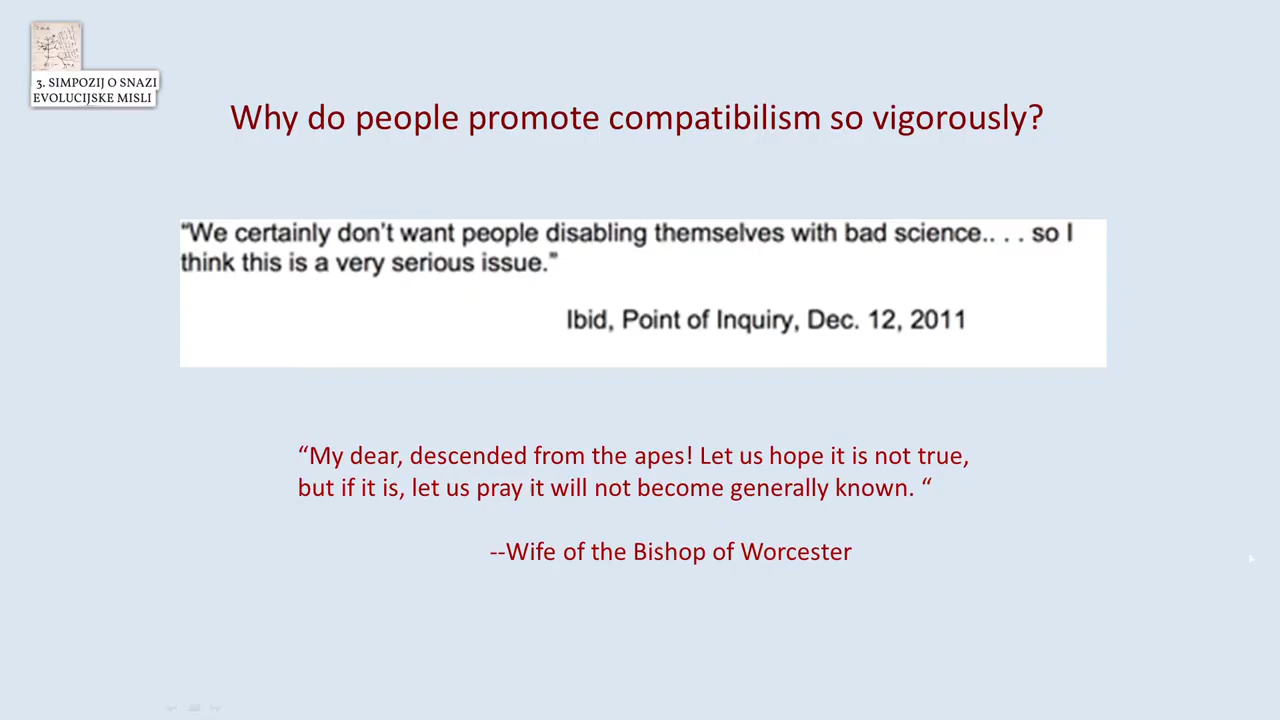 3. SIMPOZIJ O SNAZI
EVOLUCIJSKE MISLI
Why do people promote compatibilism so vigorously?
“We certainly don’t want people disabling themselves with bad science.. . . so I
think this is a very serious issue.”
Ibid, Point of Inquiry, Dec. 12, 2011
“My dear, descended from the apes! Let us hope it is not true,
but if it is, let us pray it will not become generally known. “
--Wife of the Bishop of Worcester